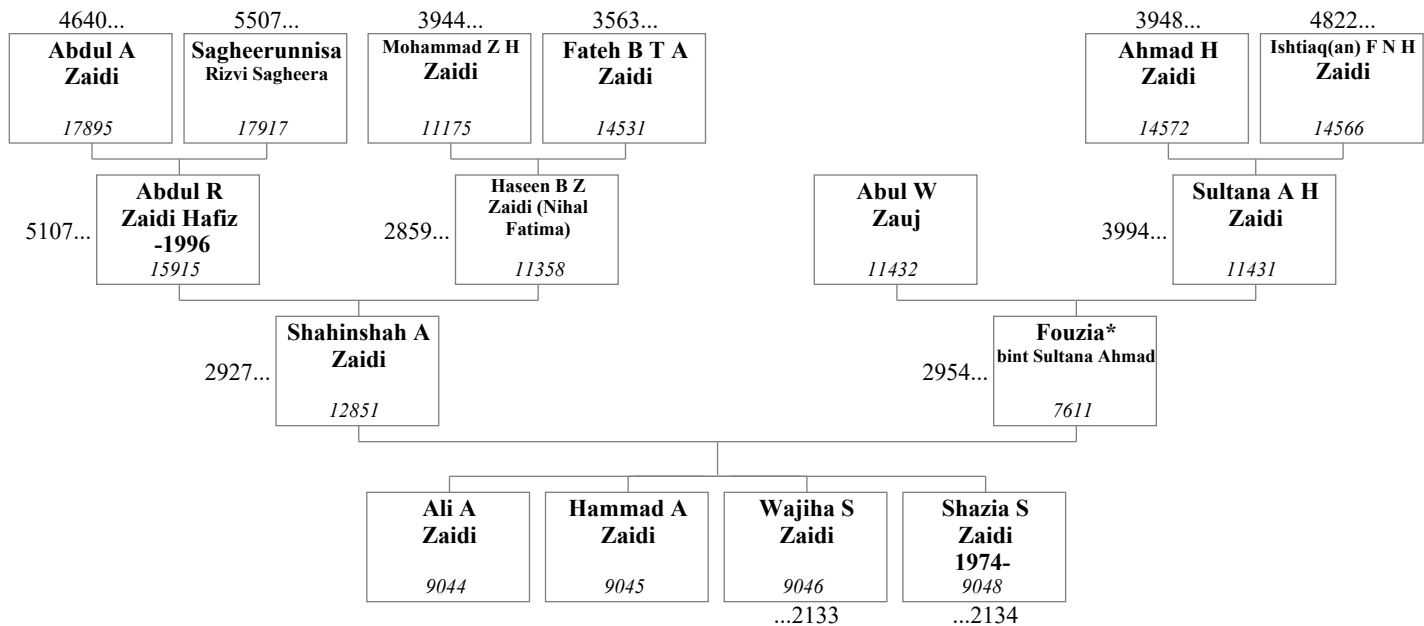 4640...
5507...
3944...
3563...
3948...
4822...
Abdul A
Zaidi
17895
Sagheerunnisa
Rizvi Sagheera
17917
Mohammad Z H
Zaidi
11175
Fateh B T A
Zaidi
14531
Ahmad H
Zaidi
14572
Ishtiaq(an) F N H
Zaidi
14566
5107...
Abdul R
Zaidi Hafiz
-1996
15915
2859...
Haseen B Z
Zaidi (Nihal
Fatima)
11358
Abul W
Zauj
11432
3994...
Sultana A H
Zaidi
11431
2927...
Shahinshah A
Zaidi
12851
2954...
Fouzia*
bint Sultana Ahmad
7611
Ali A
Zaidi
9044
Hammad A
Zaidi
9045
Wajiha S
Zaidi
9046
...2133
Shazia S
Zaidi
1974-
9048
...2134